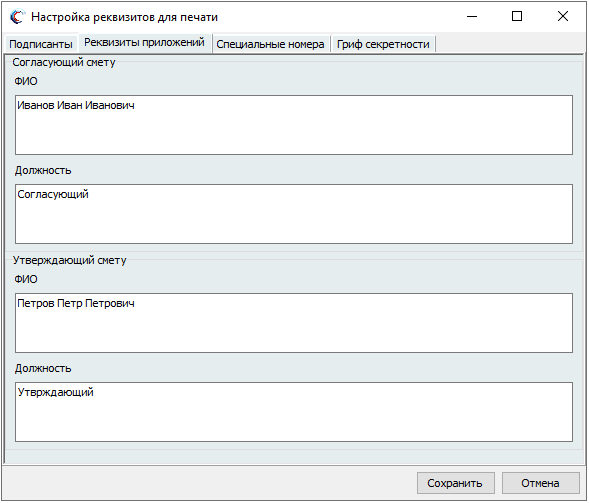 Настройка реквизитов для печати
Подписанты Реквизиты приложений Специальные номера Гриф секретности
Согласующий смету
ФИО
Иванов Иван Иванович
Должность
Согласующий
Утверждающий смету
ФИО
Петров Петр Петрович
Должность
Утврждающий
Сохранить Отмена